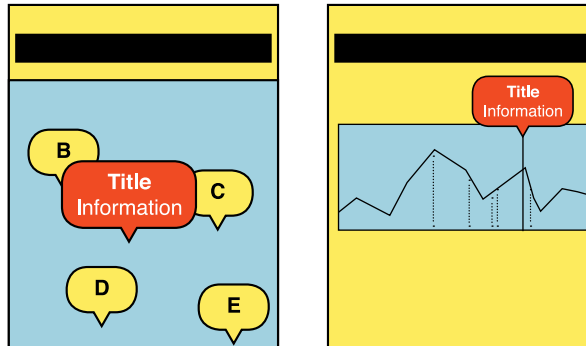 B
Title
Information
C
D
E
Title
Information